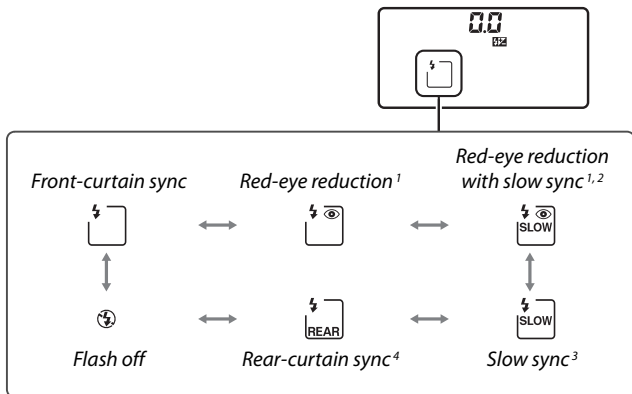 0.0
Front-curtain sync Red-eye reduction 1 Red-eye reduction
with slow sync 1, 2
SLOW
REAR SLOW
Flash off Rear-curtain sync 4 Slow sync 3